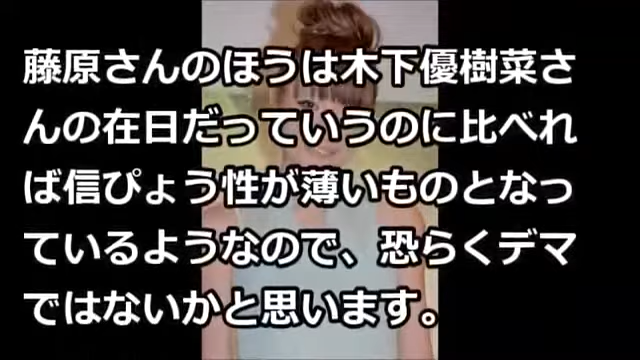 藤原さんのほうは木下優樹菜さ
んの在日だっていうのに比べれ
ば信ぴょう性が薄いものとなっ
ているようなので、恐らくデマ
ではないかと思います。